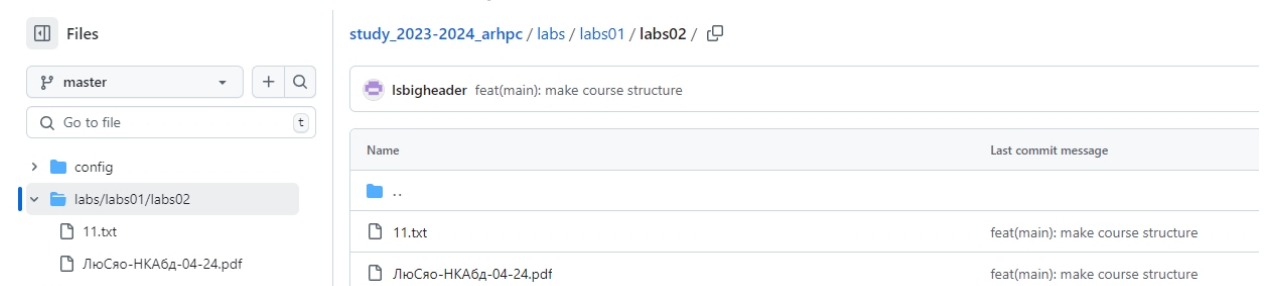 Files
master
Go to file
t
config
labs/labs01/labs02
11.txt
ЛюСяо-НКАбд-04-24.pdf
study_2023-2024_arhpc / labs / labs01 / labs02 /
lsbigheader feat(main): make course structure
Name Last commit message
..
11.txt feat(main): make course structure
ЛюСяо-НКАбд-04-24.pdf feat(main): make course structure